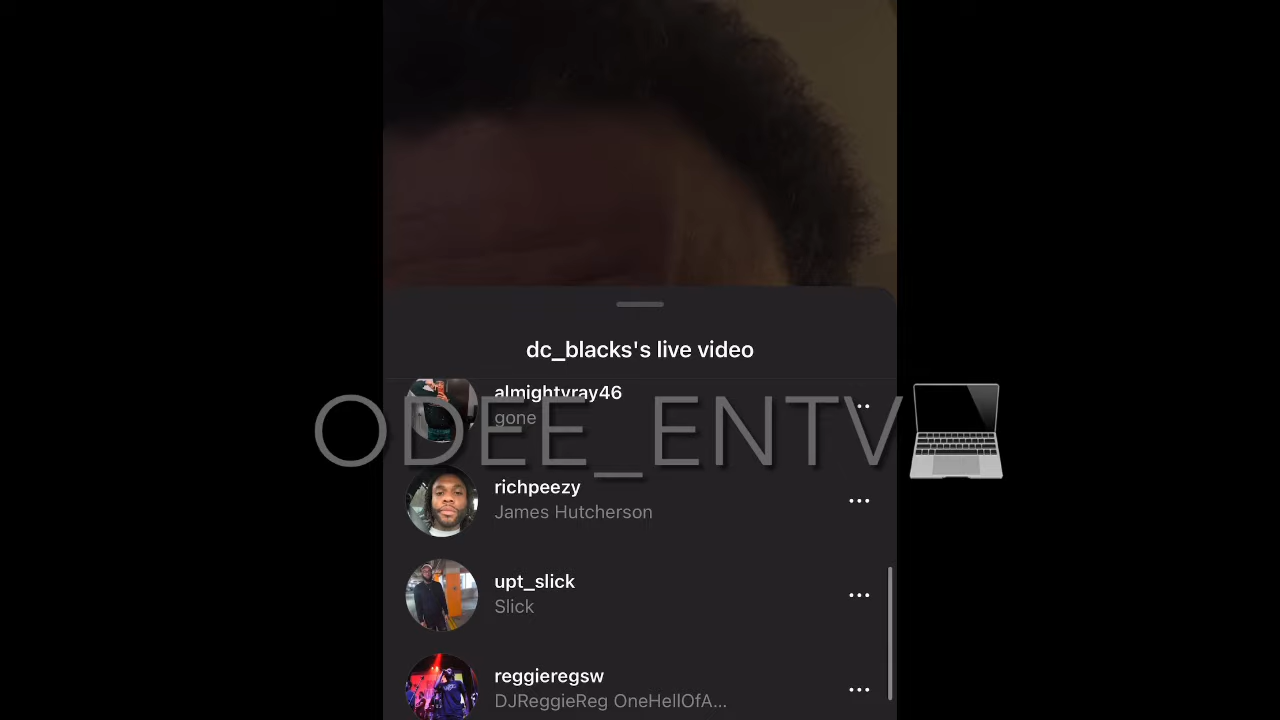 dc_blacks's live video
almightyray46
gone
ODEE_ENTV
richpeezy
James Hutcherson
upt_slick
Slick
reggieregsw
DJReggieReg OneHellOfA...